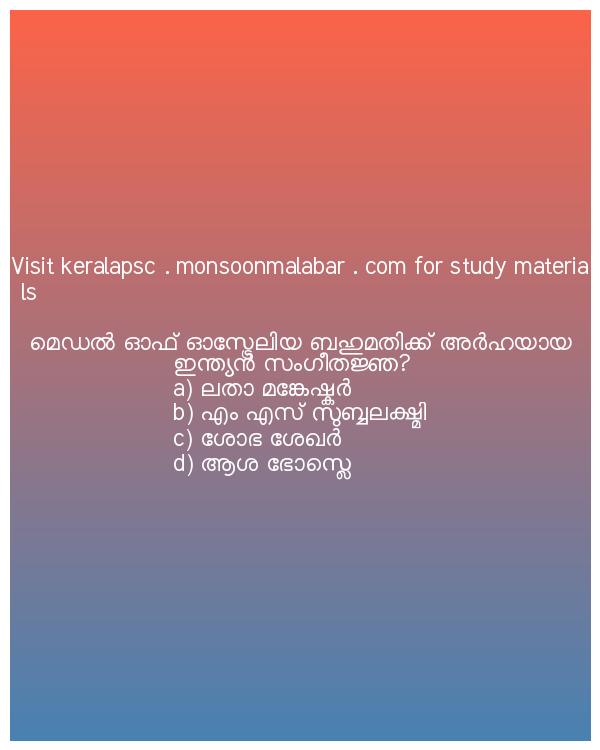 Visit keralapsc . monsoonmalabar . com for study materia
ls
മെഡൽ ഓഫ് ഓസ്ട്രേലിയ ബഹുമതിക്ക് അർഹയായ
ഇന്ത്യൻ സംഗീതജ്ഞ?
a) ലതാ മങ്കേഷ്കർ
b) എം എസ് സുബ്ബലക്ഷ്മി
c) ശോഭ ശേഖർ
d) ആശ ഭോസ്ലെ